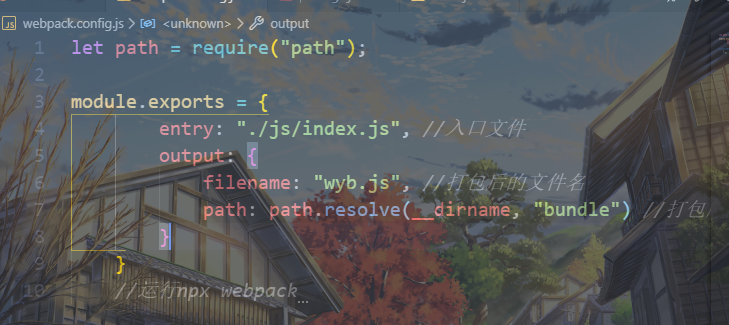 JS webpack.config.js > <unknown> > output
1 let path = require("path");
2
3 module.exports = {
4 entry: "./js/index.js", //入口文件
5 output: {
6 filename: "wyb.js", //打包后的文件名
7 path: path.resolve(__dirname, "bundle") //打包
8 }
9 }
10 //运行npx webpack…